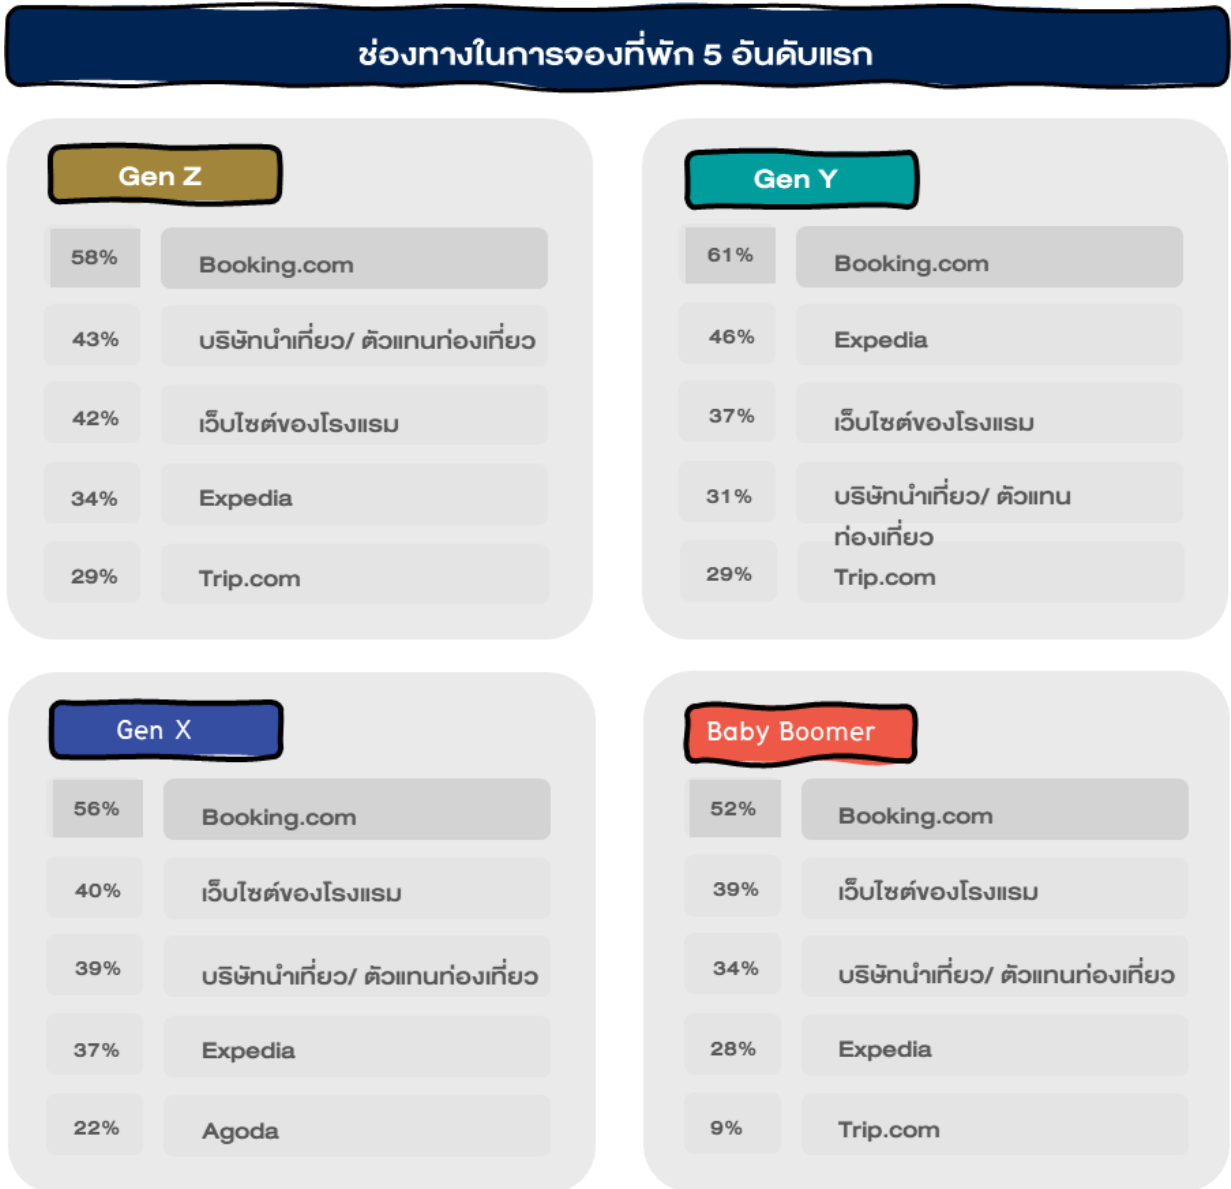 ช่องทางในการจองที่พัก 5 อันดับแรก
Gen Z
58% Booking.com
43% บริษัทนำเที่ยว/ ตัวแทนท่องเที่ยว
42% เว็บไซต์ของโรงแรม
34% Expedia
29% Trip.com
Gen Y
61% Booking.com
46% Expedia
37% เว็บไซต์ของโรงแรม
31% บริษัทนำเที่ยว/ ตัวแทน
ท่องเที่ยว
29% Trip.com
Gen X
56% Booking.com
40% เว็บไซต์ของโรงแรม
39% บริษัทนำเที่ยว/ ตัวแทนท่องเที่ยว
37% Expedia
22% Agoda
Baby Boomer
52% Booking.com
39% เว็บไซต์ของโรงแรม
34% บริษัทนำเที่ยว/ ตัวแทนท่องเที่ยว
28% Expedia
9% Trip.com